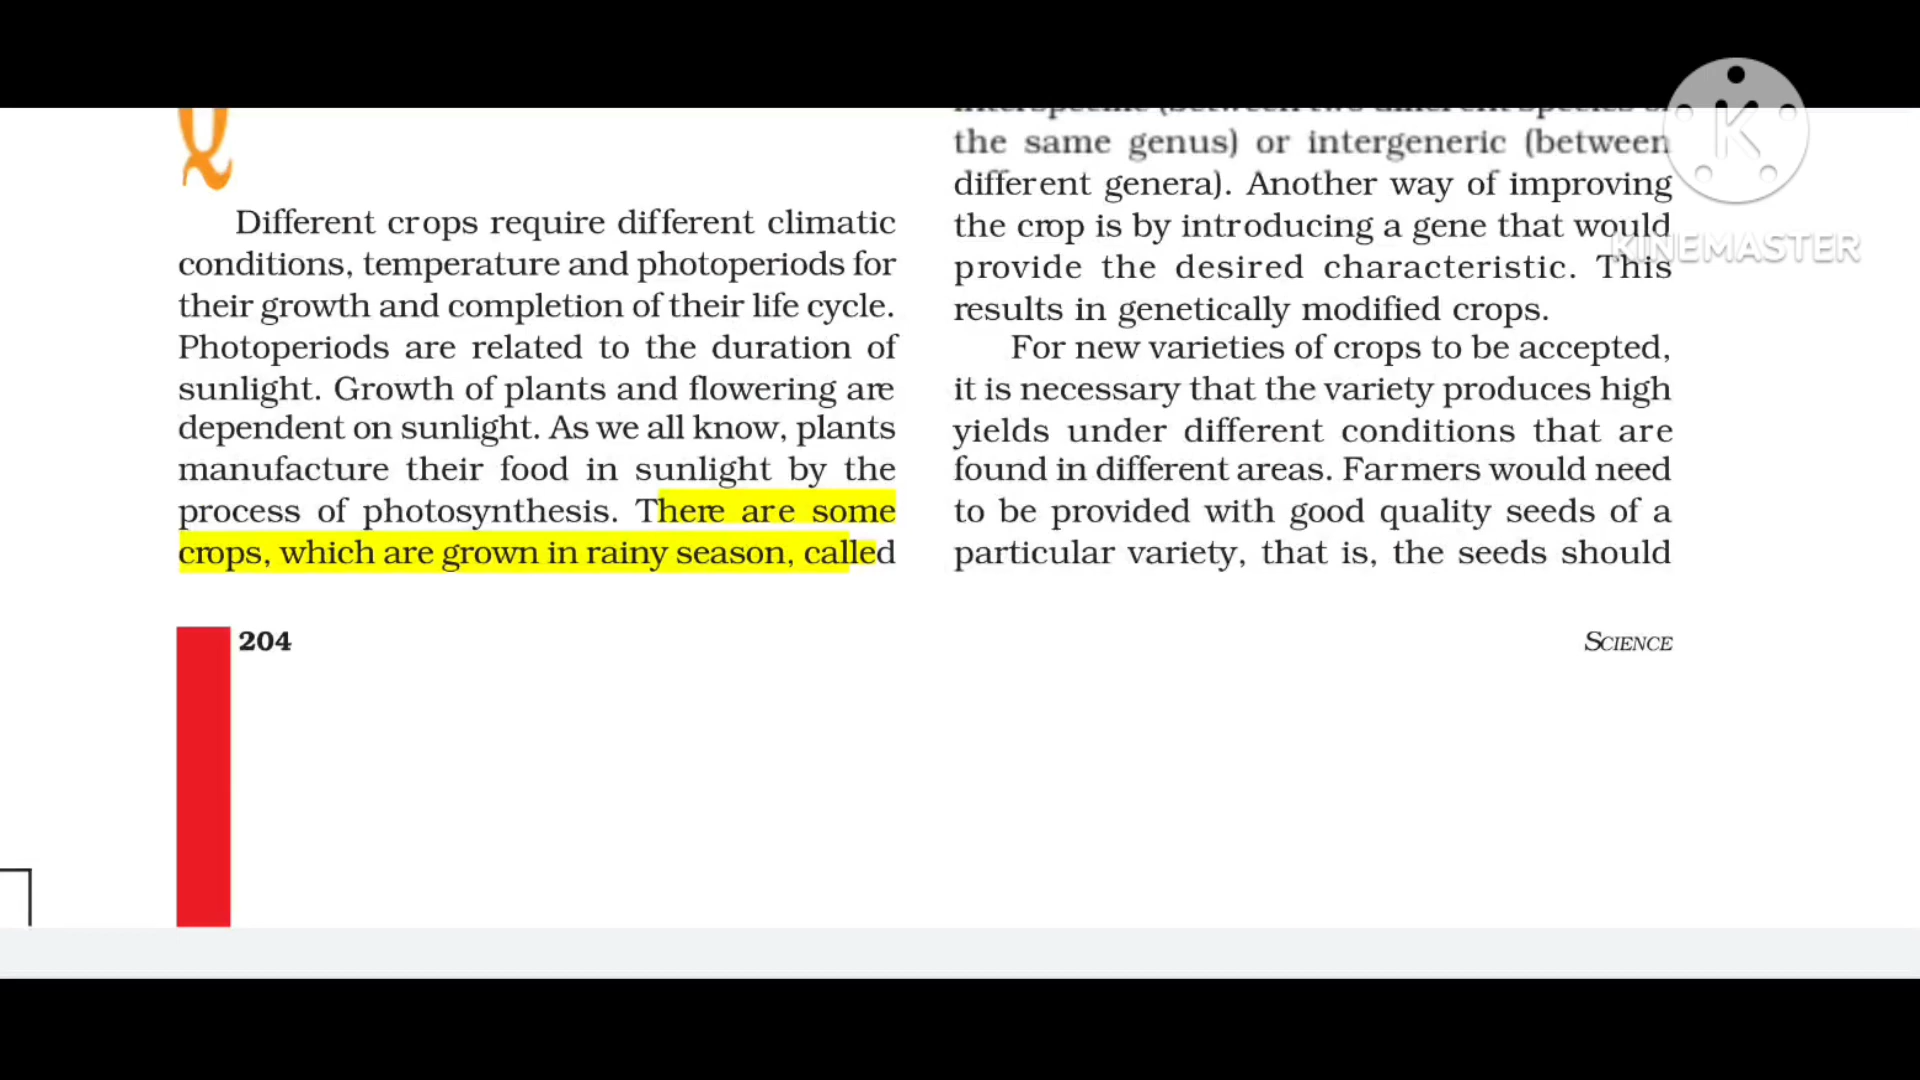 Q
Different crops require different climatic
conditions, temperature and photoperiods for
their growth and completion of their life cycle.
Photoperiods are related to the duration of
sunlight. Growth of plants and flowering are
dependent on sunlight. As we all know, plants
manufacture their food in sunlight by the
process of photosynthesis. There are some
crops, which are grown in rainy season, called
interspecific (between two different species of
the same genus) or intergeneric (between
different genera). Another way of improving
the crop is by introducing a gene that would
provide the desired characteristic. This
results in genetically modified crops.
For new varieties of crops to be accepted,
it is necessary that the variety produces high
yields under different conditions that are
found in different areas. Farmers would need
to be provided with good quality seeds of a
particular variety, that is, the seeds should
204
SCIENCE
K
KINEMASTER